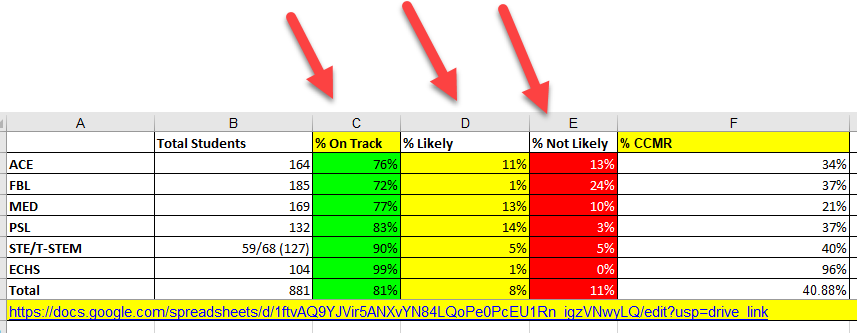 A B C D E F
Total Students % On Track % Likely % Not Likely % CCMR
ACE 164 76% 11% 13% 34%
FBL 185 72% 1% 24% 37%
MED 169 77% 13% 10% 21%
PSL 132 83% 14% 3% 37%
STE/T-STEM 59/68 (127) 90% 5% 5% 40%
ECHS 104 99% 1% 0% 96%
Total 881 81% 8% 11% 40.88%
https://docs.google.com/spreadsheets/d/1ftvAQ9YJVir5ANXvYN84LQoPe0PcEU1Rn_igzVNwyLQ/edit?usp=drive_link